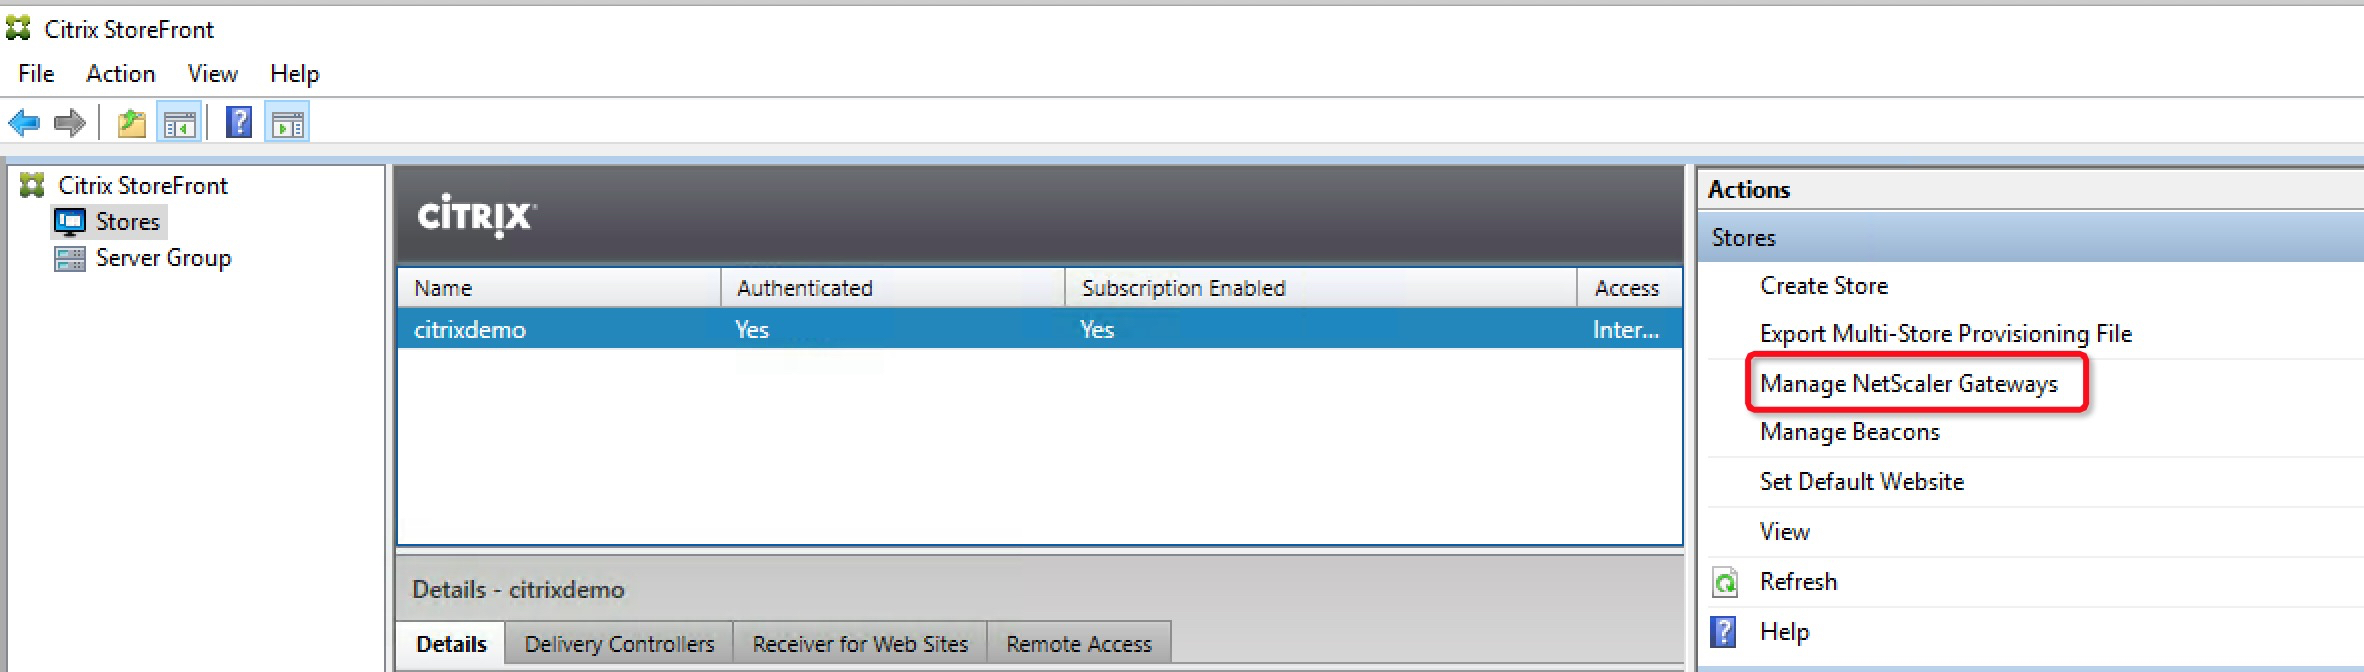 Citrix StoreFront
File Action View Help
Citrix StoreFront
Stores
Server Group
CİTRIX
Name Authenticated Subscription Enabled Access
citrixdemo Yes Yes Inter...
Details - citrixdemo
Details Delivery Controllers Receiver for Web Sites Remote Access
Actions
Stores
Create Store
Export Multi-Store Provisioning File
Manage NetScaler Gateways
Manage Beacons
Set Default Website
View
Refresh
Help